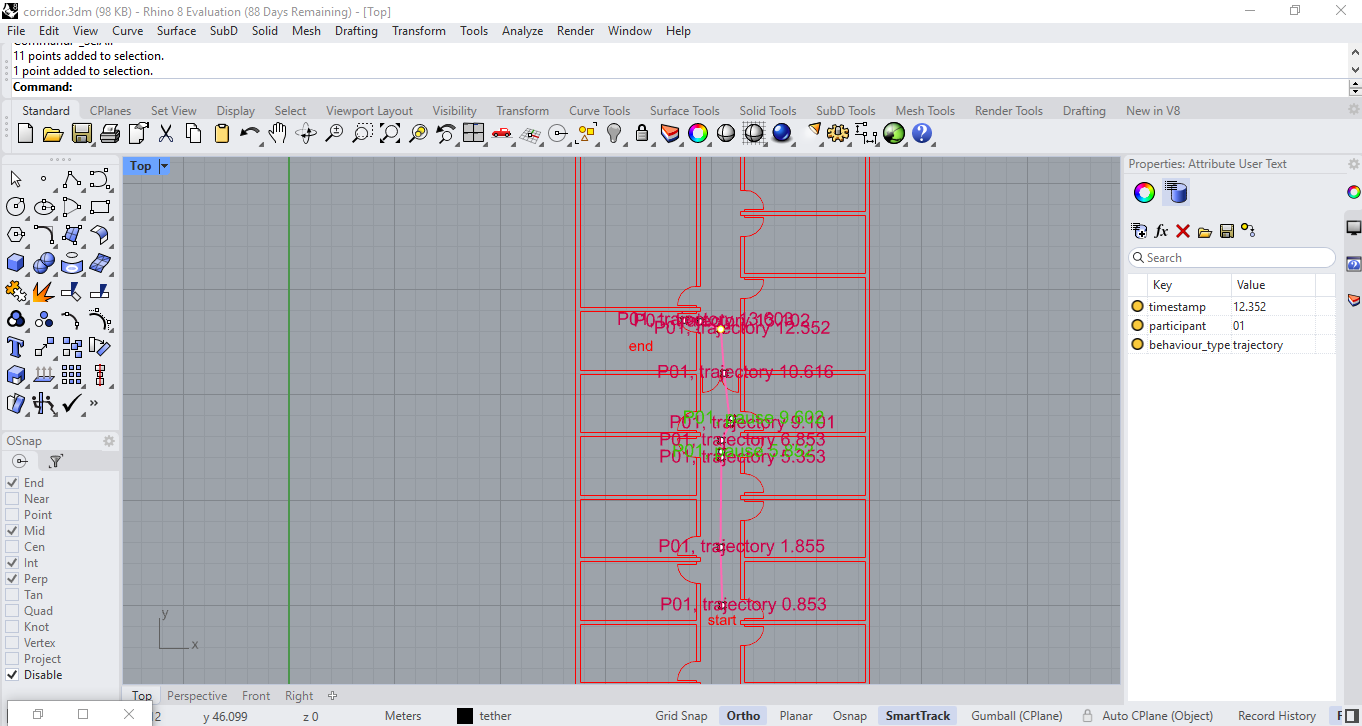 corridor.3dm (98 KB) - Rhino 8 Evaluation (88 Days Remaining) - [Top]
File Edit View Curve Surface SubD Solid Mesh Drafting Transform Tools Analyze Render Window Help
11 points added to selection.
1 point added to selection.
Command:
Standard CPlanes Set View Display Select Viewport Layout Visibility Transform Curve Tools Surface Tools Solid Tools SubD Tools Mesh Tools Render Tools Drafting New in V8
Top
Properties: Attribute User Text
fx
Search
Key Value
timestamp 12.352
participant 01
behaviour_type trajectory
P01, trajectory 12.352
end
P01, trajectory 10.616
P01, trajectory 9.101
P01, trajectory 6.853
P01, trajectory 5.353
P01, trajectory 1.855
P01, trajectory 0.853
start
y
x
OSnap
End
Near
Point
Mid
Cen
Int
Perp
Tan
Quad
Knot
Vertex
Project
Disable
Top Perspective Front Right
2 y 46.099 z 0 Meters tether Grid Snap Ortho Planar Osnap SmartTrack Gumball (CPlane) Auto CPlane (Object) Record History F